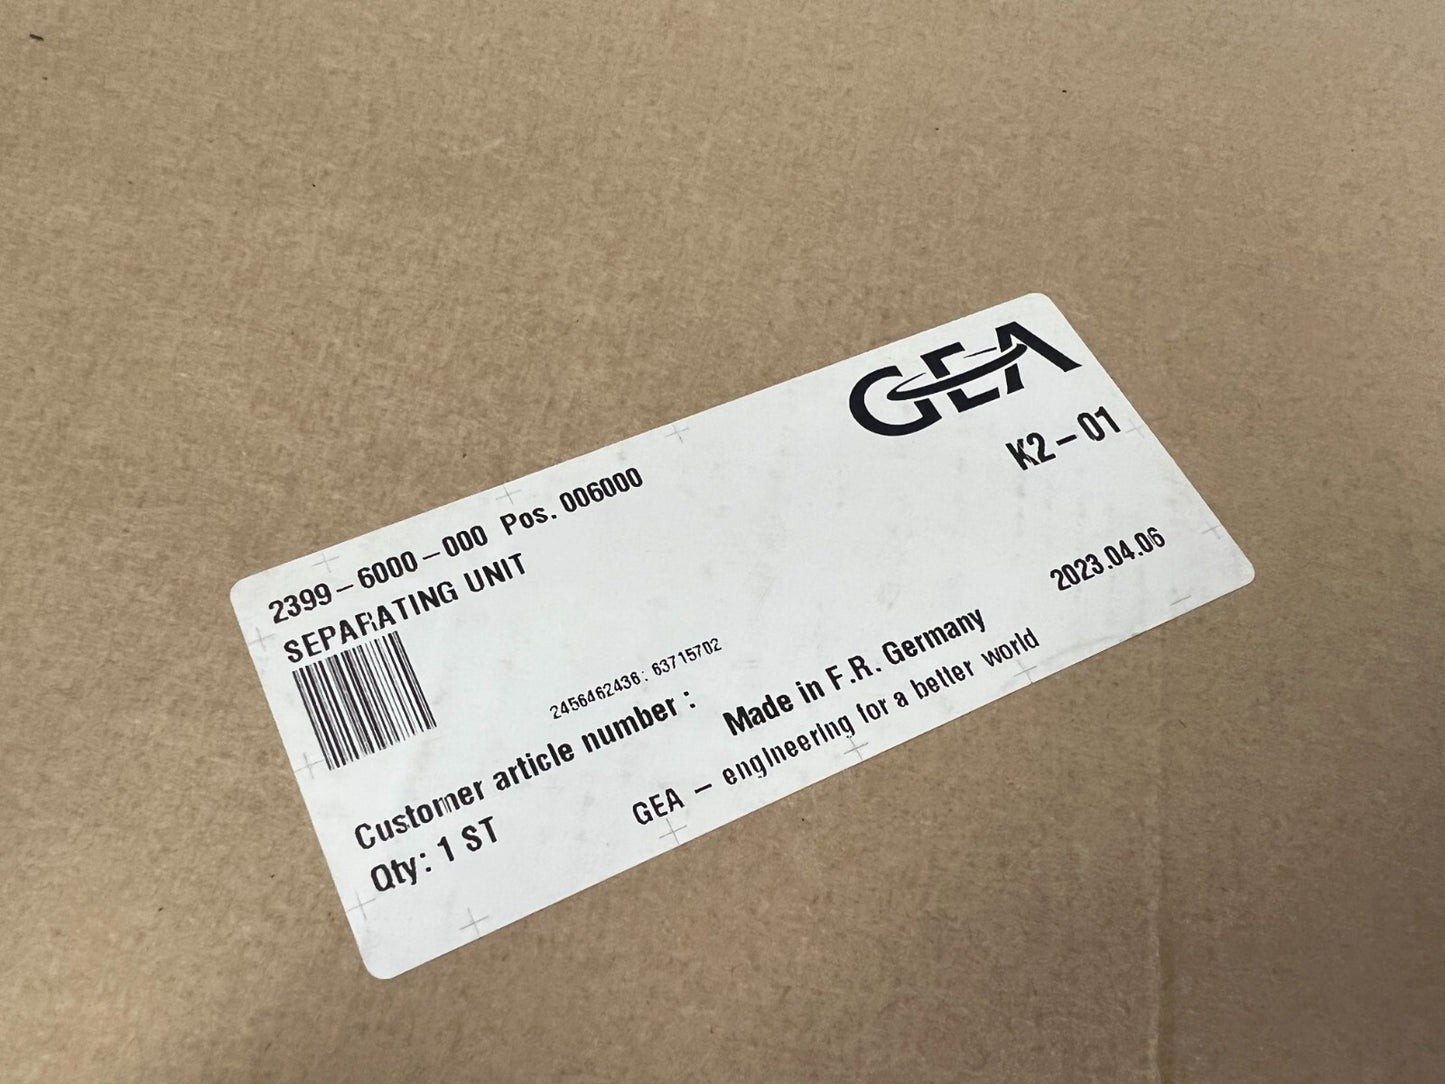 GEA
K2-01
2399-6000-000 Pos. 006000
SEPARATING UNIT
2023.04.06
2456462436: 63715702
Customer article number :
Made in F.R. Germany
Qty: 1 ST
GEA - engineering for a better world